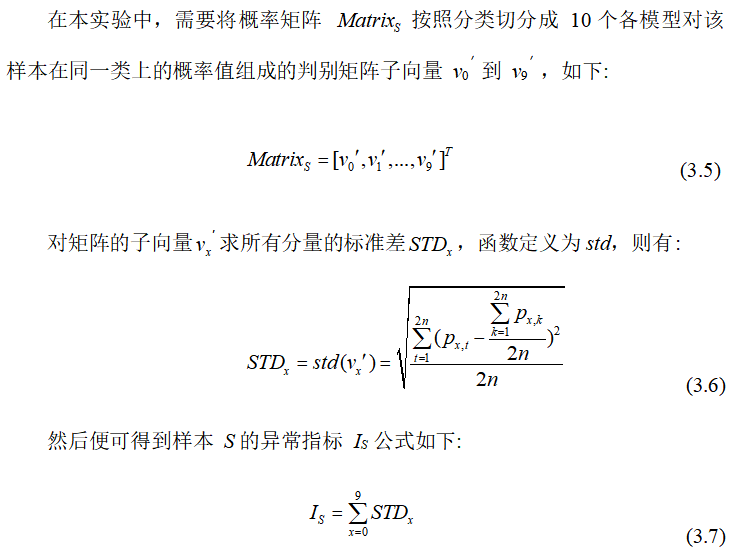 在本实验中，需要将概率矩阵 Matrix_S 按照分类切分成 10 个各模型对该
样本在同一类上的概率值组成的判别矩阵子向量 v_0′ 到 v_9′，如下：
Matrix_S = [v_0′, v_1′, ..., v_9′]^T (3.5)
对矩阵的子向量 v_x′ 求所有分量的标准差 STD_x，函数定义为 std，则有：
STD_x = std(v_x′) = \sqrt{\frac{\sum_{t=1}^{2n} (p_{x,t} - \frac{\sum_{k=1}^{2n} p_{x,k}}{2n})^2}{2n}} (3.6)
然后便可得到样本 S 的异常指标 I_S 公式如下：
I_S = \sum_{x=0}^{9} STD_x (3.7)